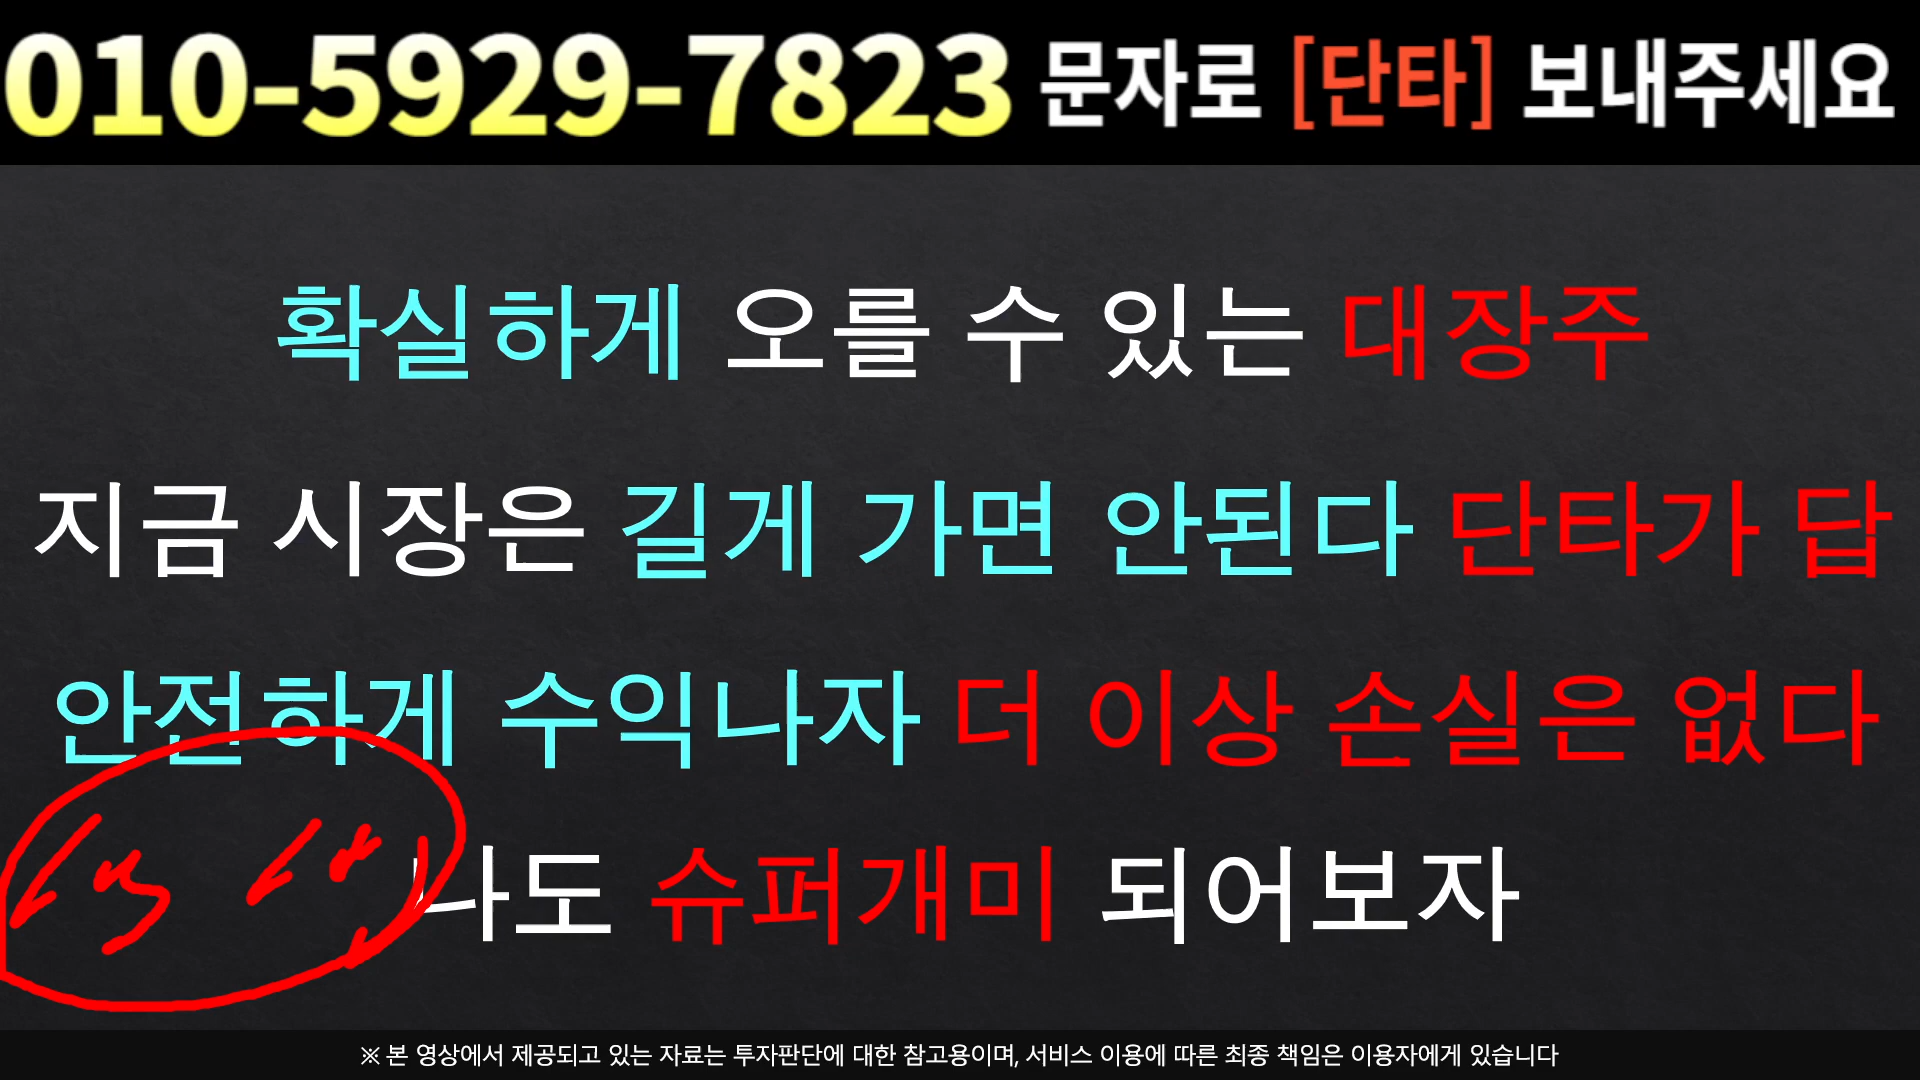 010-5929-7823 문자로 [단타] 보내주세요
확실하게 오를 수 있는 대장주
지금 시장은 길게 가면 안된다 단타가 답
안전하게 수익나자 더 이상 손실은 없다
나도 슈퍼개미 되어보자
※ 본 영상에서 제공되고 있는 자료는 투자판단에 대한 참고용이며, 서비스 이용에 따른 최종 책임은 이용자에게 있습니다